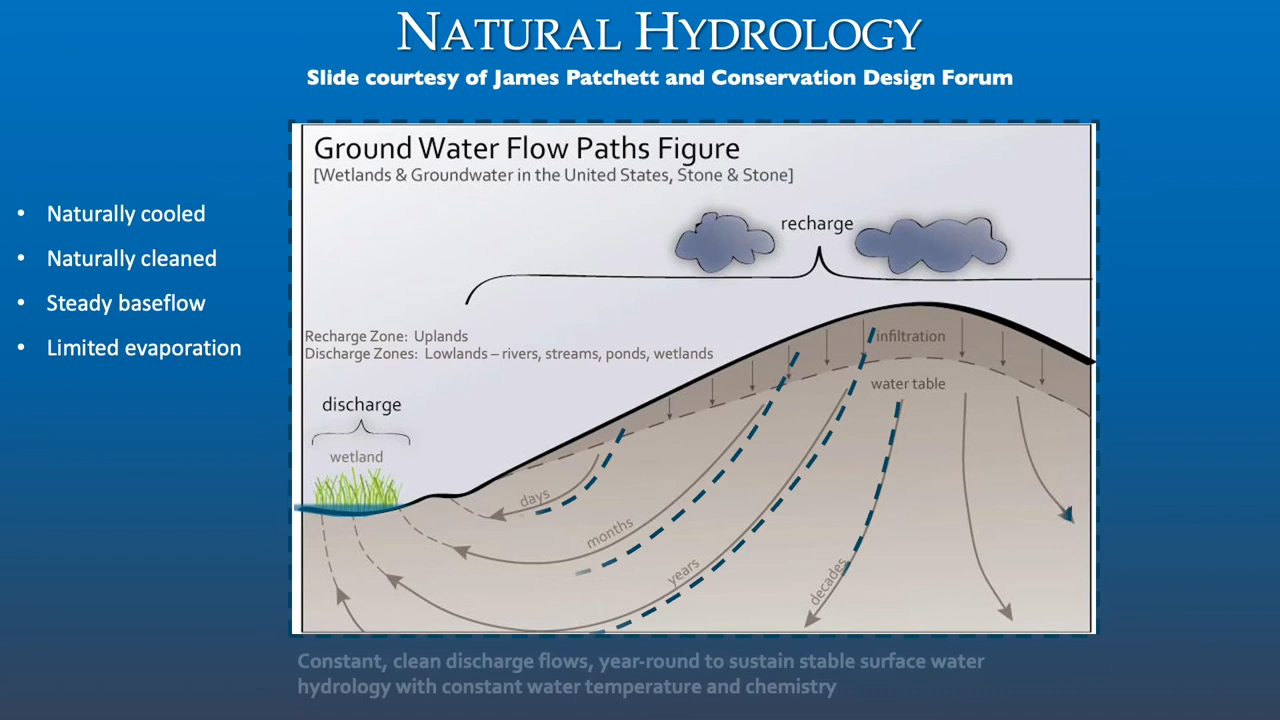 NATURAL HYDROLOGY
Slide courtesy of James Patchett and Conservation Design Forum
• Naturally cooled
• Naturally cleaned
• Steady baseflow
• Limited evaporation
Ground Water Flow Paths Figure
[Wetlands & Groundwater in the United States, Stone & Stone]
recharge
Recharge Zone: Uplands
Discharge Zones: Lowlands – rivers, streams, ponds, wetlands
infiltration
water table
discharge
wetland
days
months
years
decades
Constant, clean discharge flows, year-round to sustain stable surface water
hydrology with constant water temperature and chemistry